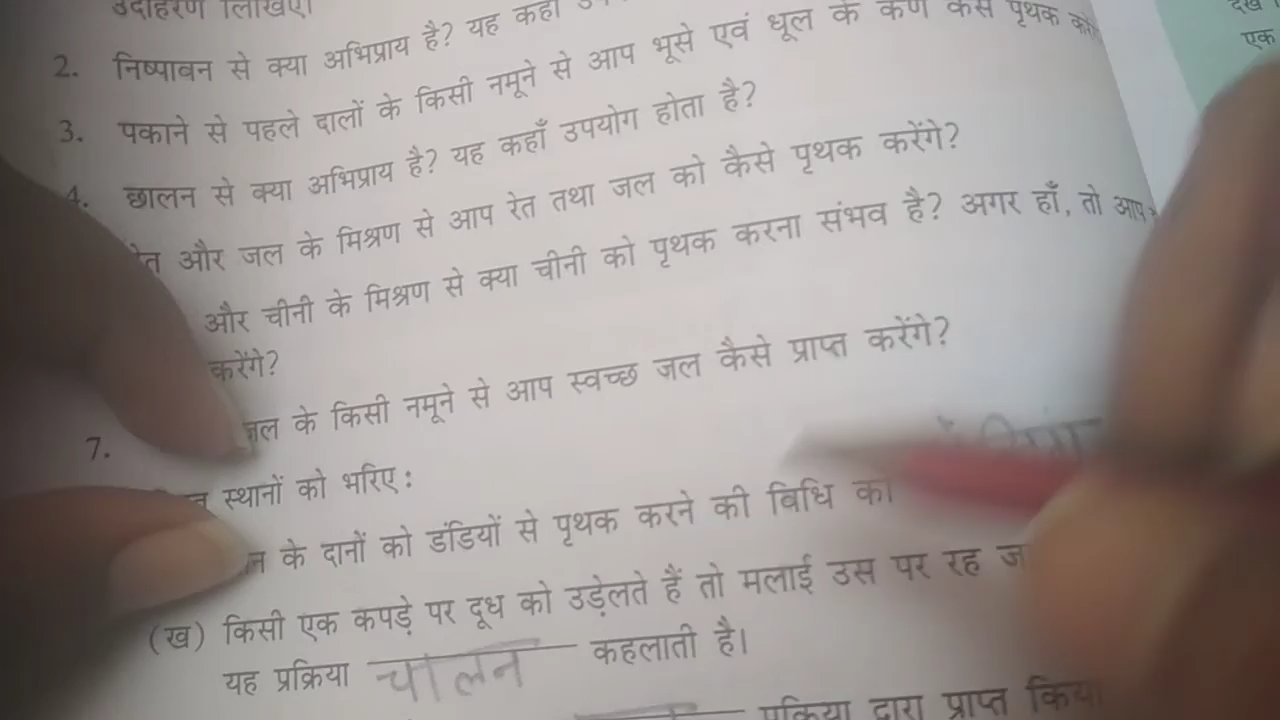 उदाहरण लिखिए।
2. निष्पावन से क्या अभिप्राय है? यह कहाँ
3. पकाने से पहले दालों के किसी नमूने से आप भूसे एवं धूल के कण कैसे पृथक
4. छालन से क्या अभिप्राय है? यह कहाँ उपयोग होता है?
और जल के मिश्रण से आप रेत तथा जल को कैसे पृथक करेंगे?
और चीनी के मिश्रण से क्या चीनी को पृथक करना संभव है? अगर हाँ, तो आप
करेंगे?
7. जल के किसी नमूने से आप स्वच्छ जल कैसे प्राप्त करेंगे?
स्थानों को भरिए:
के दानों को डंडियों से पृथक करने की विधि को
(ख) किसी एक कपड़े पर दूध को उड़ेलते हैं तो मलाई उस पर रह
यह प्रक्रिया चालन कहलाती है।
प्रक्रिया द्वारा प्राप्त किया
देख
एक